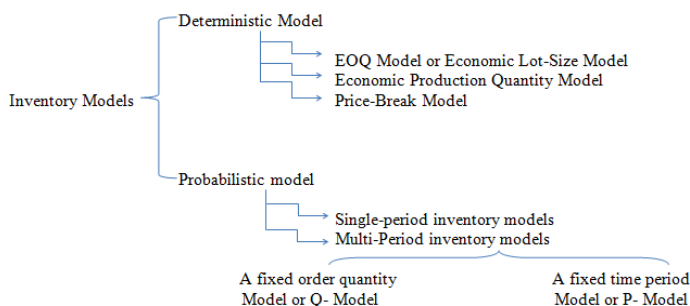 Deterministic Model
EOQ Model or Economic Lot-Size Model
Economic Production Quantity Model
Price-Break Model
Inventory Models
Probabilistic model
Single-period inventory models
Multi-Period inventory models
A fixed order quantity
Model or Q- Model
A fixed time period
Model or P- Model